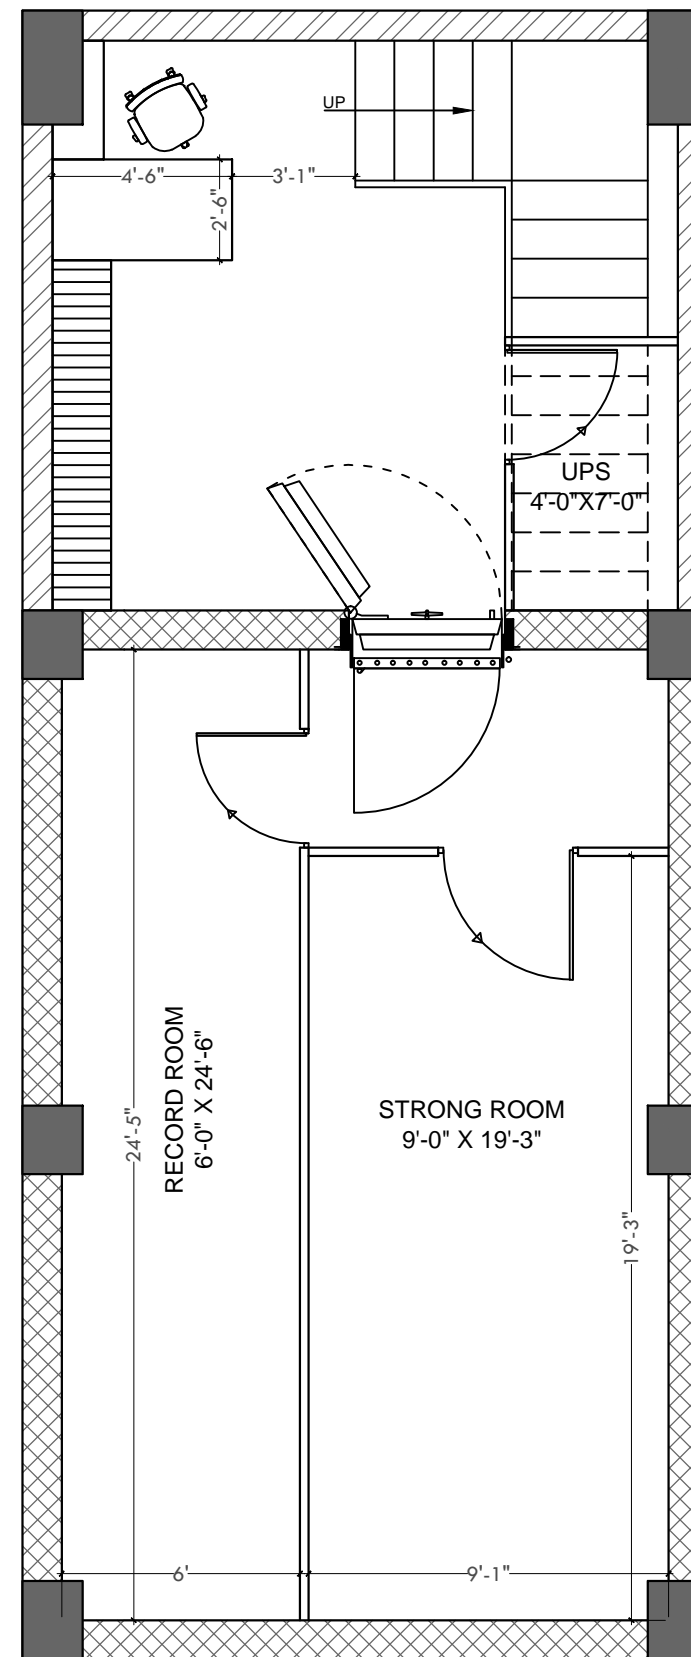 UP
4'-6"
3'-1"
2'-6"
UPS
4'-0"X7'-0"
RECORD ROOM
6'-0" X 24'-6"
24'-5"
STRONG ROOM
9'-0" X 19'-3"
19'-3"
6'
9'-1"